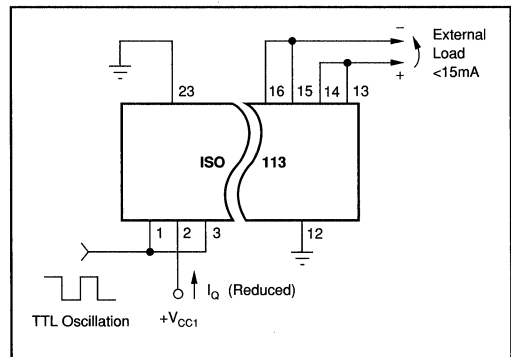 External
Load
<15mA
−
+
23
16 15 14 13
ISO 113
1 2 3
12
I_Q (Reduced)
TTL Oscillation
+V_CC1